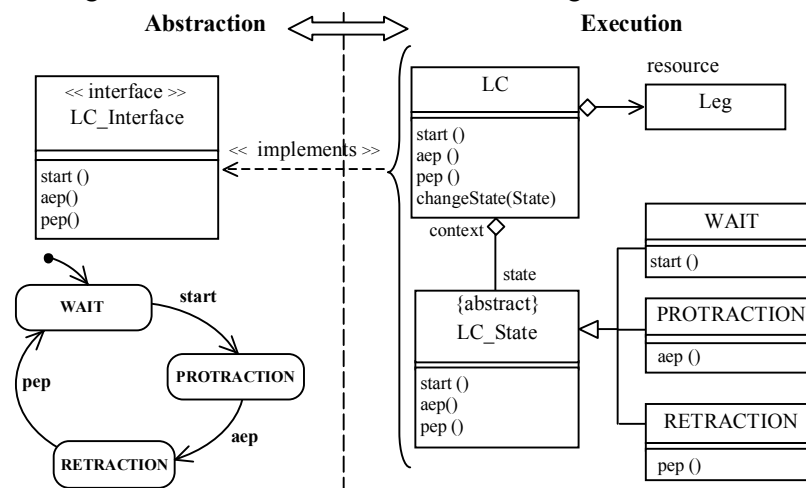 Abstraction
Execution
<< interface >>
LC_Interface
start ()
aep()
pep()
<< implements >>
LC
start ()
aep ()
pep ()
changeState(State)
resource
Leg
context
state
{abstract}
LC_State
start ()
aep()
pep ()
WAIT
start ()
PROTRACTION
aep ()
RETRACTION
pep ()
WAIT
start
PROTRACTION
aep
RETRACTION
pep